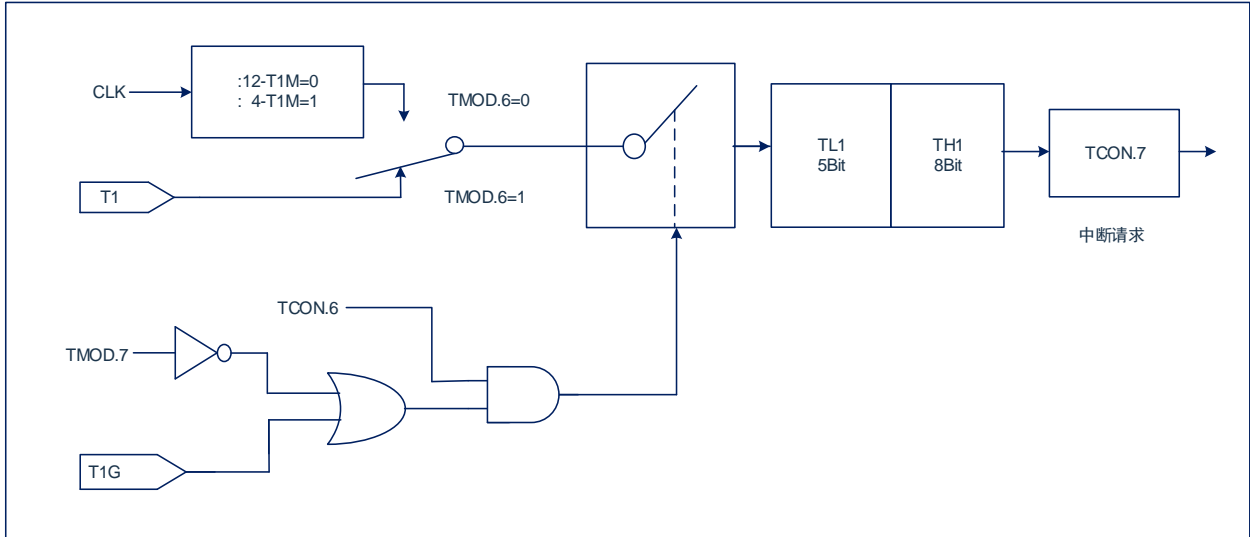 CLK
:12-T1M=0
: 4-T1M=1
TMOD.6=0
T1
TMOD.6=1
TL1
5Bit
TH1
8Bit
TCON.7
中断请求
TCON.6
TMOD.7
T1G